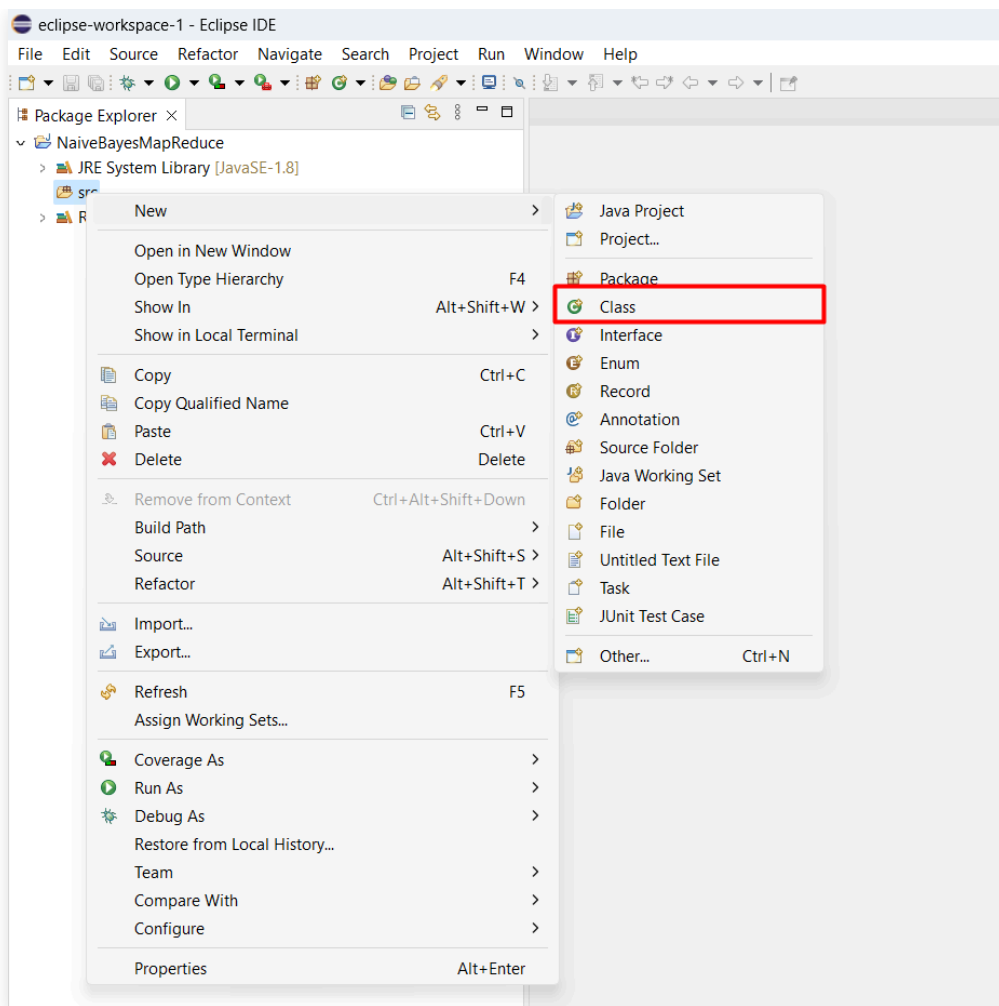 eclipse-workspace-1 - Eclipse IDE
File Edit Source Refactor Navigate Search Project Run Window Help
Package Explorer
NaiveBayesMapReduce
JRE System Library [JavaSE-1.8]
src
R
New
Open in New Window
Open Type Hierarchy F4
Show In Alt+Shift+W
Show in Local Terminal
Copy Ctrl+C
Copy Qualified Name
Paste Ctrl+V
Delete Delete
Remove from Context Ctrl+Alt+Shift+Down
Build Path
Source Alt+Shift+S
Refactor Alt+Shift+T
Import...
Export...
Refresh F5
Assign Working Sets...
Coverage As
Run As
Debug As
Restore from Local History...
Team
Compare With
Configure
Properties Alt+Enter
Java Project
Project...
Package
Class
Interface
Enum
Record
Annotation
Source Folder
Java Working Set
Folder
File
Untitled Text File
Task
JUnit Test Case
Other... Ctrl+N